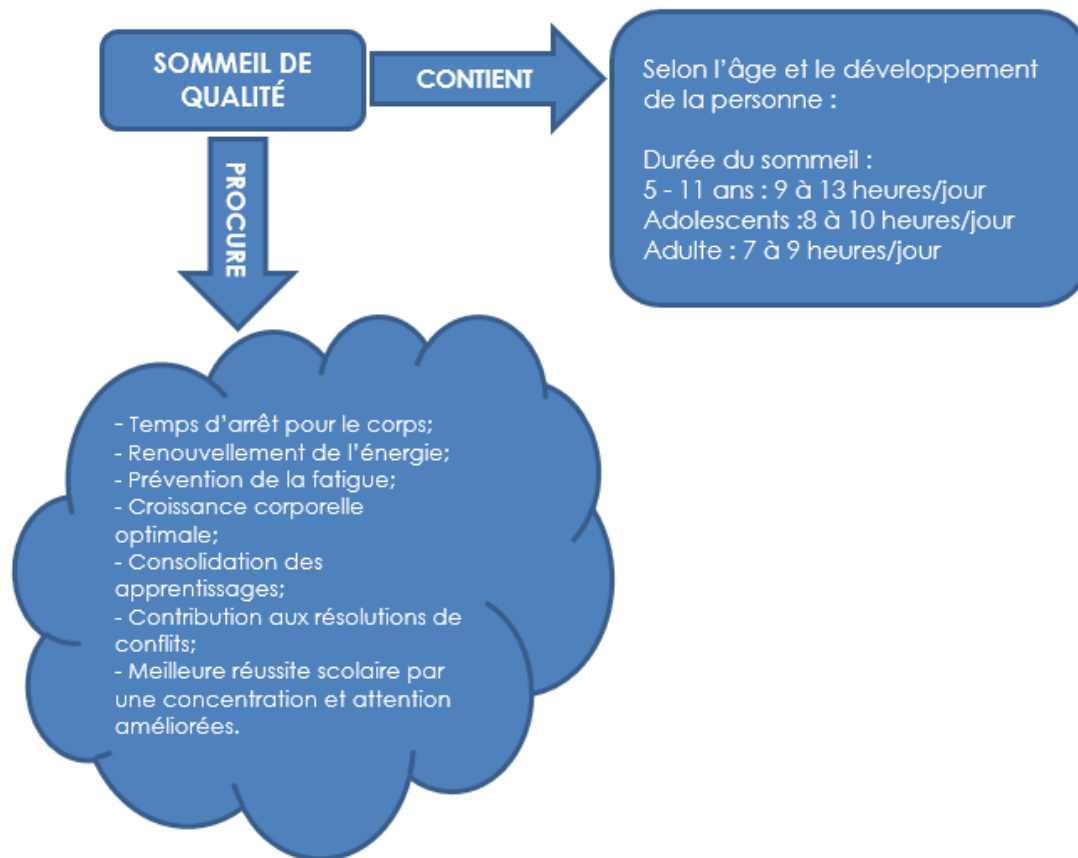 SOMMEIL DE
QUALITÉ
CONTIENT
Selon l'âge et le développement
de la personne :
Durée du sommeil :
5 - 11 ans : 9 à 13 heures/jour
Adolescents :8 à 10 heures/jour
Adulte : 7 à 9 heures/jour
PROCURE
- Temps d'arrêt pour le corps;
- Renouvellement de l'énergie;
- Prévention de la fatigue;
- Croissance corporelle
optimale;
- Consolidation des
apprentissages;
- Contribution aux résolutions de
conflits;
- Meilleure réussite scolaire par
une concentration et attention
améliorées.